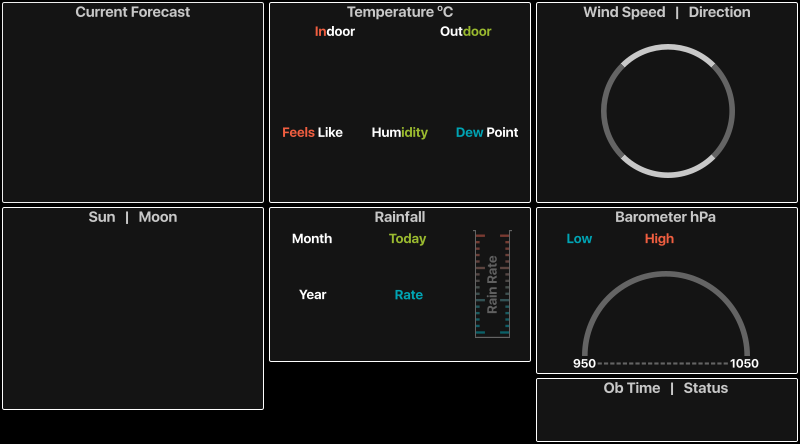 Current Forecast
Temperature ºC
Indoor Outdoor
Feels Like Humidity Dew Point
Wind Speed | Direction
Sun | Moon
Rainfall
Month Today
Year Rate
Rain Rate
Barometer hPa
Low High
950 1050
Ob Time | Status